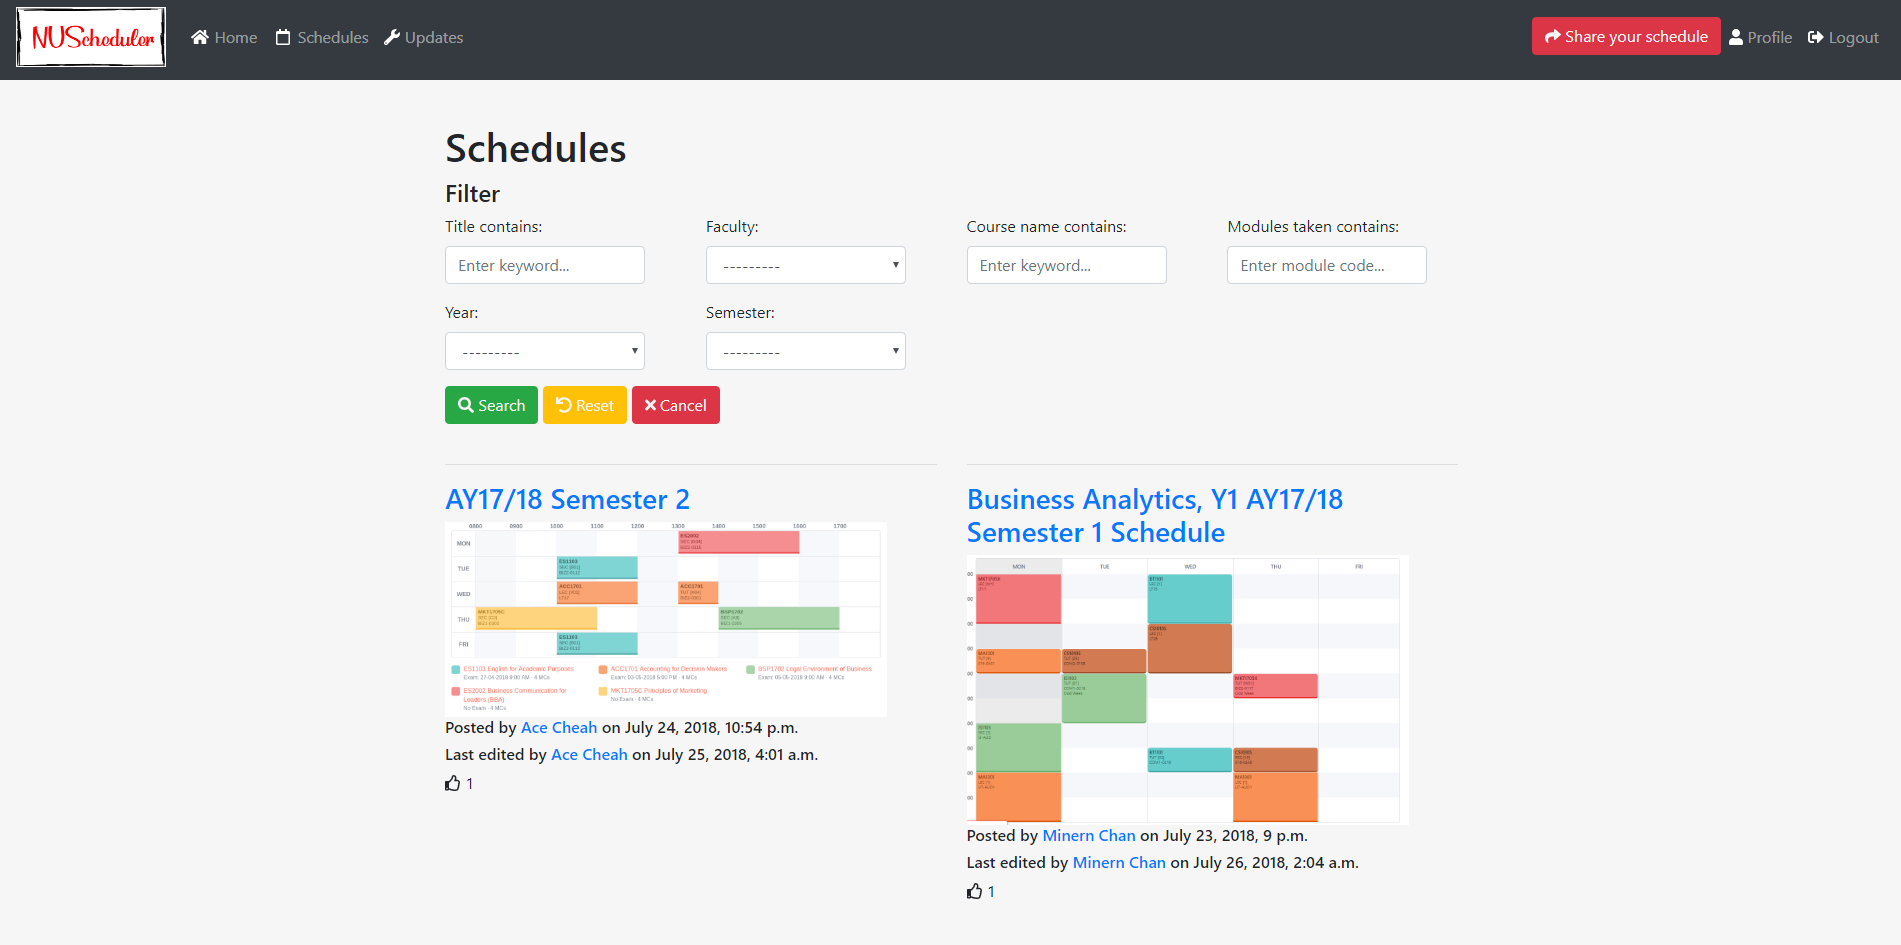 NUScheduler Home Schedules Updates Share your schedule Profile Logout
Schedules
Filter
Title contains: Faculty: Course name contains: Modules taken contains:
Enter keyword... --------- Enter keyword... Enter module code...
Year: Semester:
--------- ---------
Search Reset Cancel
AY17/18 Semester 2
0800 0900 1000 1100 1200 1300 1400 1500 1600 1700
MON
ES2002
TUE
ES1103
WED
ACC1701 ACC1701
THU
MKT1705C BSP1702
FRI
ES1103
ES1103 English for Academic Purposes ACC1701 Accounting for Decision Makers BSP1702 Legal Environment of Business
Exam: 27-04-2018 9:00 AM · 4 MCs Exam: 03-05-2018 5:00 PM · 4 MCs Exam: 05-05-2018 9:00 AM · 4 MCs
ES2002 Business Communication for MKT1705C Principles of Marketing
Leaders (BBA) No Exam · 4 MCs
No Exam · 4 MCs
Posted by Ace Cheah on July 24, 2018, 10:54 p.m.
Last edited by Ace Cheah on July 25, 2018, 4:01 a.m.
1
Business Analytics, Y1 AY17/18
Semester 1 Schedule
MON TUE WED THU FRI
Posted by Minern Chan on July 23, 2018, 9 p.m.
Last edited by Minern Chan on July 26, 2018, 2:04 a.m.
1